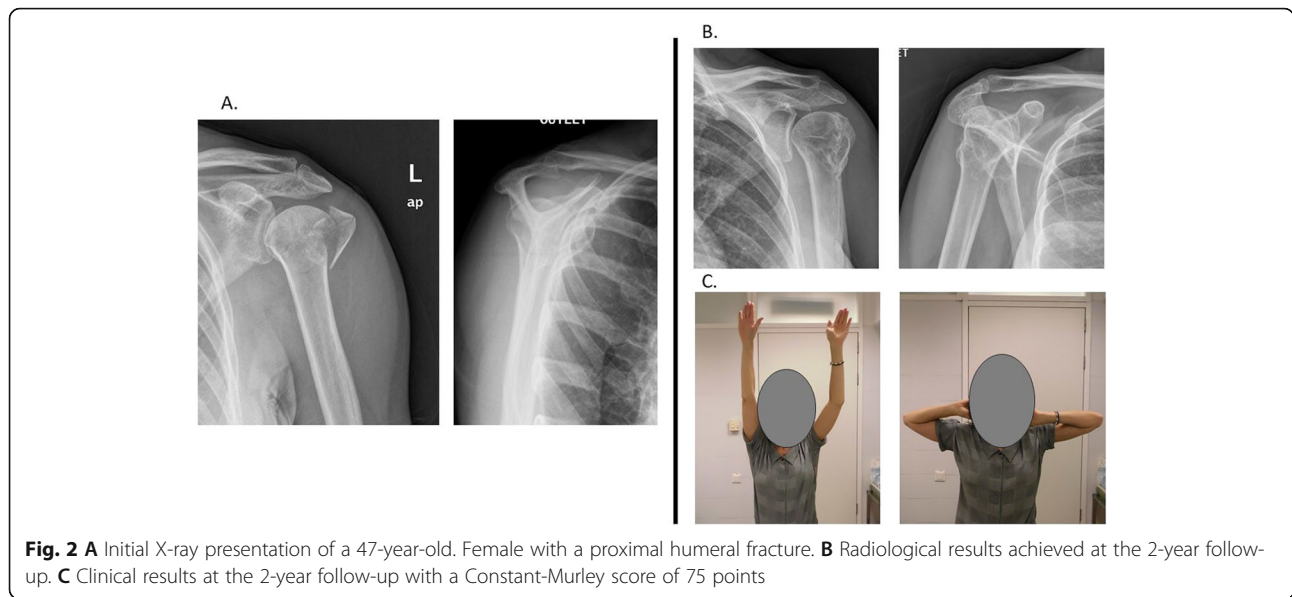 A.
OUTLET
L
ap
B.
ET
C.
Fig. 2 A Initial X-ray presentation of a 47-year-old. Female with a proximal humeral fracture. B Radiological results achieved at the 2-year follow-
up. C Clinical results at the 2-year follow-up with a Constant-Murley score of 75 points